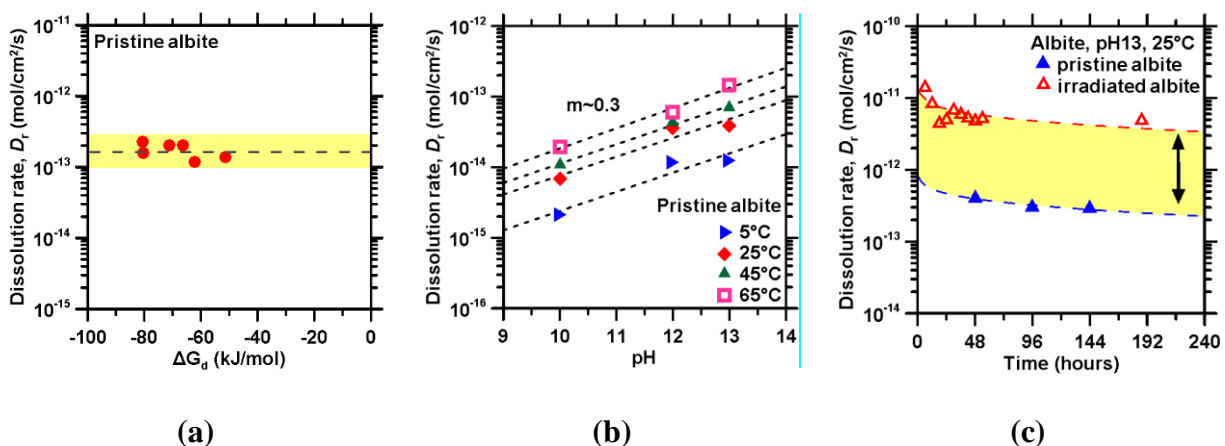 10⁻¹¹
10⁻¹²
10⁻¹³
10⁻¹⁴
10⁻¹⁵
Dissolution rate, Dᵣ (mol/cm²/s)
Pristine albite
-100 -80 -60 -40 -20 0
ΔG_d (kJ/mol)
(a)
10⁻¹²
10⁻¹³
10⁻¹⁴
10⁻¹⁵
10⁻¹⁶
Dissolution rate, Dᵣ (mol/cm²/s)
m~0.3
Pristine albite
5°C
25°C
45°C
65°C
9 10 11 12 13 14
pH
(b)
10⁻¹⁰
10⁻¹¹
10⁻¹²
10⁻¹³
10⁻¹⁴
Dissolution rate, Dᵣ (mol/cm²/s)
Albite, pH13, 25°C
pristine albite
irradiated albite
0 48 96 144 192 240
Time (hours)
(c)